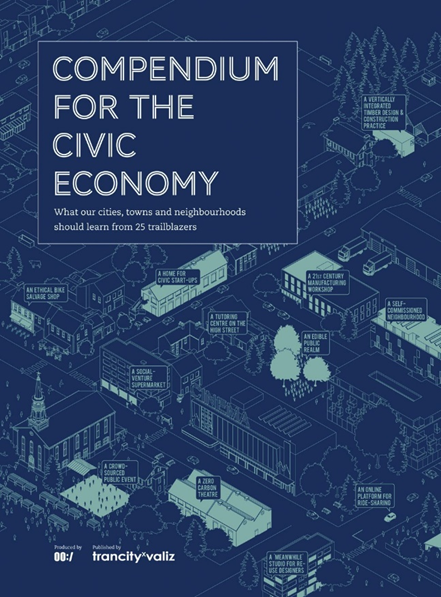 COMPENDIUM
FOR THE
CIVIC
ECONOMY
What our cities, towns and neighbourhoods
should learn from 25 trailblazers
A VERTICALLY
INTEGRATED
TIMBER DESIGN &
CONSTRUCTION
PRACTICE
A HOME FOR
CIVIC START-UPS
A 21st CENTURY
MANUFACTURING
WORKSHOP
AN ETHICAL BIKE
SALVAGE SHOP
A SELF-
COMMISSIONED
NEIGHBOURHOOD
A TUTORING
CENTRE ON THE
HIGH STREET
AN EDIBLE
PUBLIC
REALM
A SOCIAL-
VENTURE
SUPERMARKET
A CROWD-
SOURCED
PUBLIC EVENT
A ZERO
CARBON
THEATRE
AN ONLINE
PLATFORM FOR
RIDE-SHARING
A MEANWHILE
STUDIO FOR RE-
USE DESIGNERS
Produced by
00:/
Published by
trancity×valiz